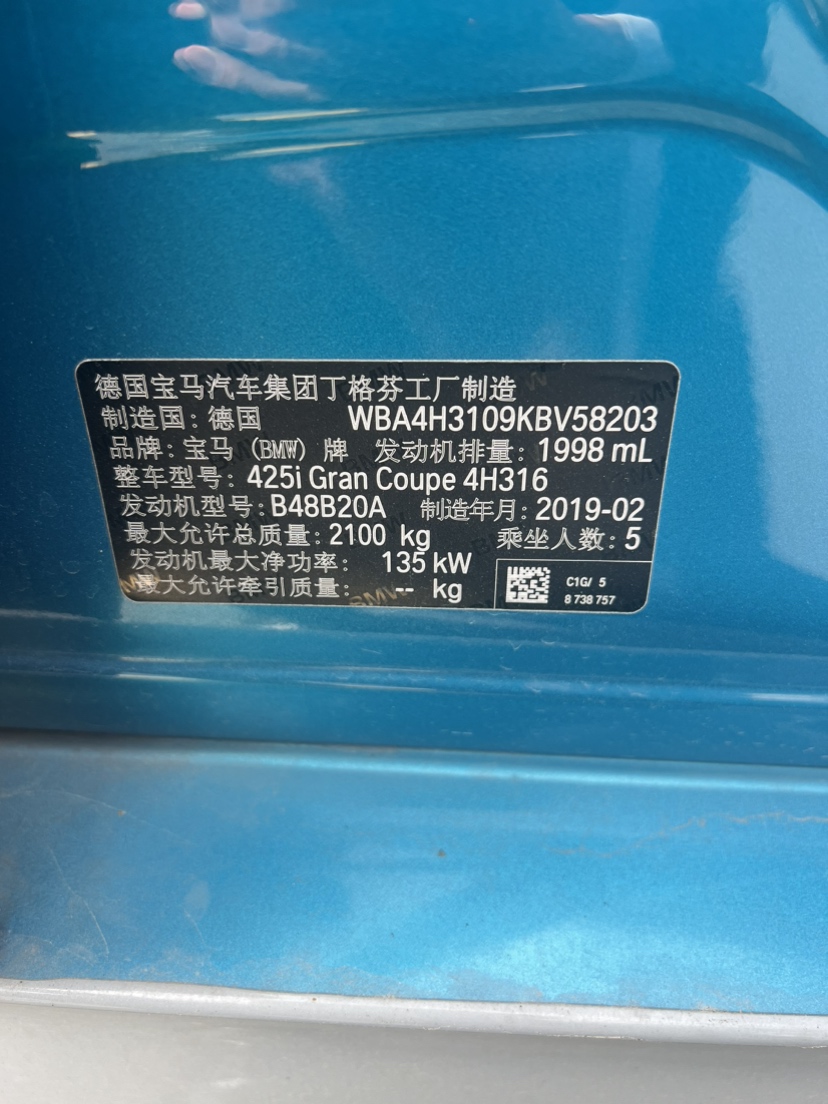 德国宝马汽车集团丁格芬工厂制造
制造国：德国 WBA4H3109KBV58203
品牌：宝马（BMW）牌 发动机排量：1998 mL
整车型号：425i Gran Coupe 4H316
发动机型号：B48B20A 制造年月：2019-02
最大允许总质量：2100 kg 乘坐人数：5
发动机最大净功率： 135 kW
最大允许牵引质量： -- kg
C1G/ 5
8 738 757